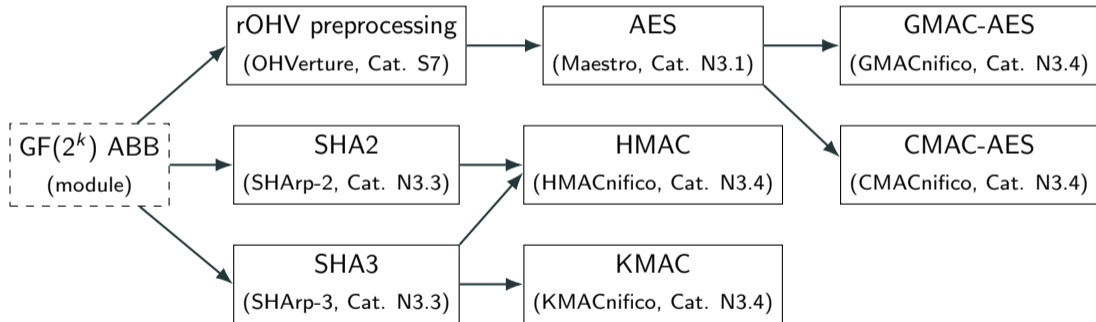 rOHV preprocessing
(OHVerture, Cat. S7)
AES
(Maestro, Cat. N3.1)
GMAC-AES
(GMACnifico, Cat. N3.4)
GF(2^k) ABB
(module)
SHA2
(SHArp-2, Cat. N3.3)
HMAC
(HMACnifico, Cat. N3.4)
CMAC-AES
(CMACnifico, Cat. N3.4)
SHA3
(SHArp-3, Cat. N3.3)
KMAC
(KMACnifico, Cat. N3.4)